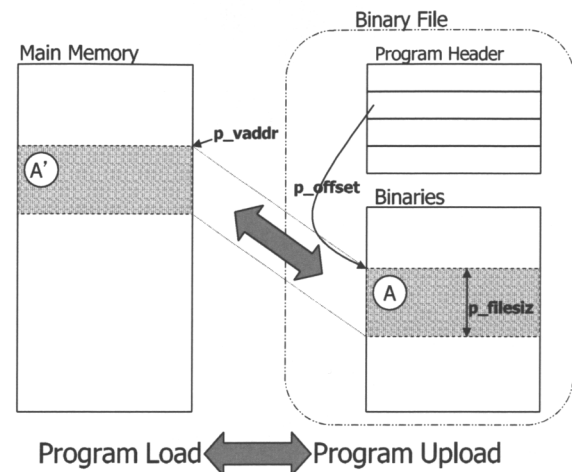 Binary File
Main Memory
Program Header
p_vaddr
A'
p_offset
Binaries
A
p_filesiz
Program Load
Program Upload